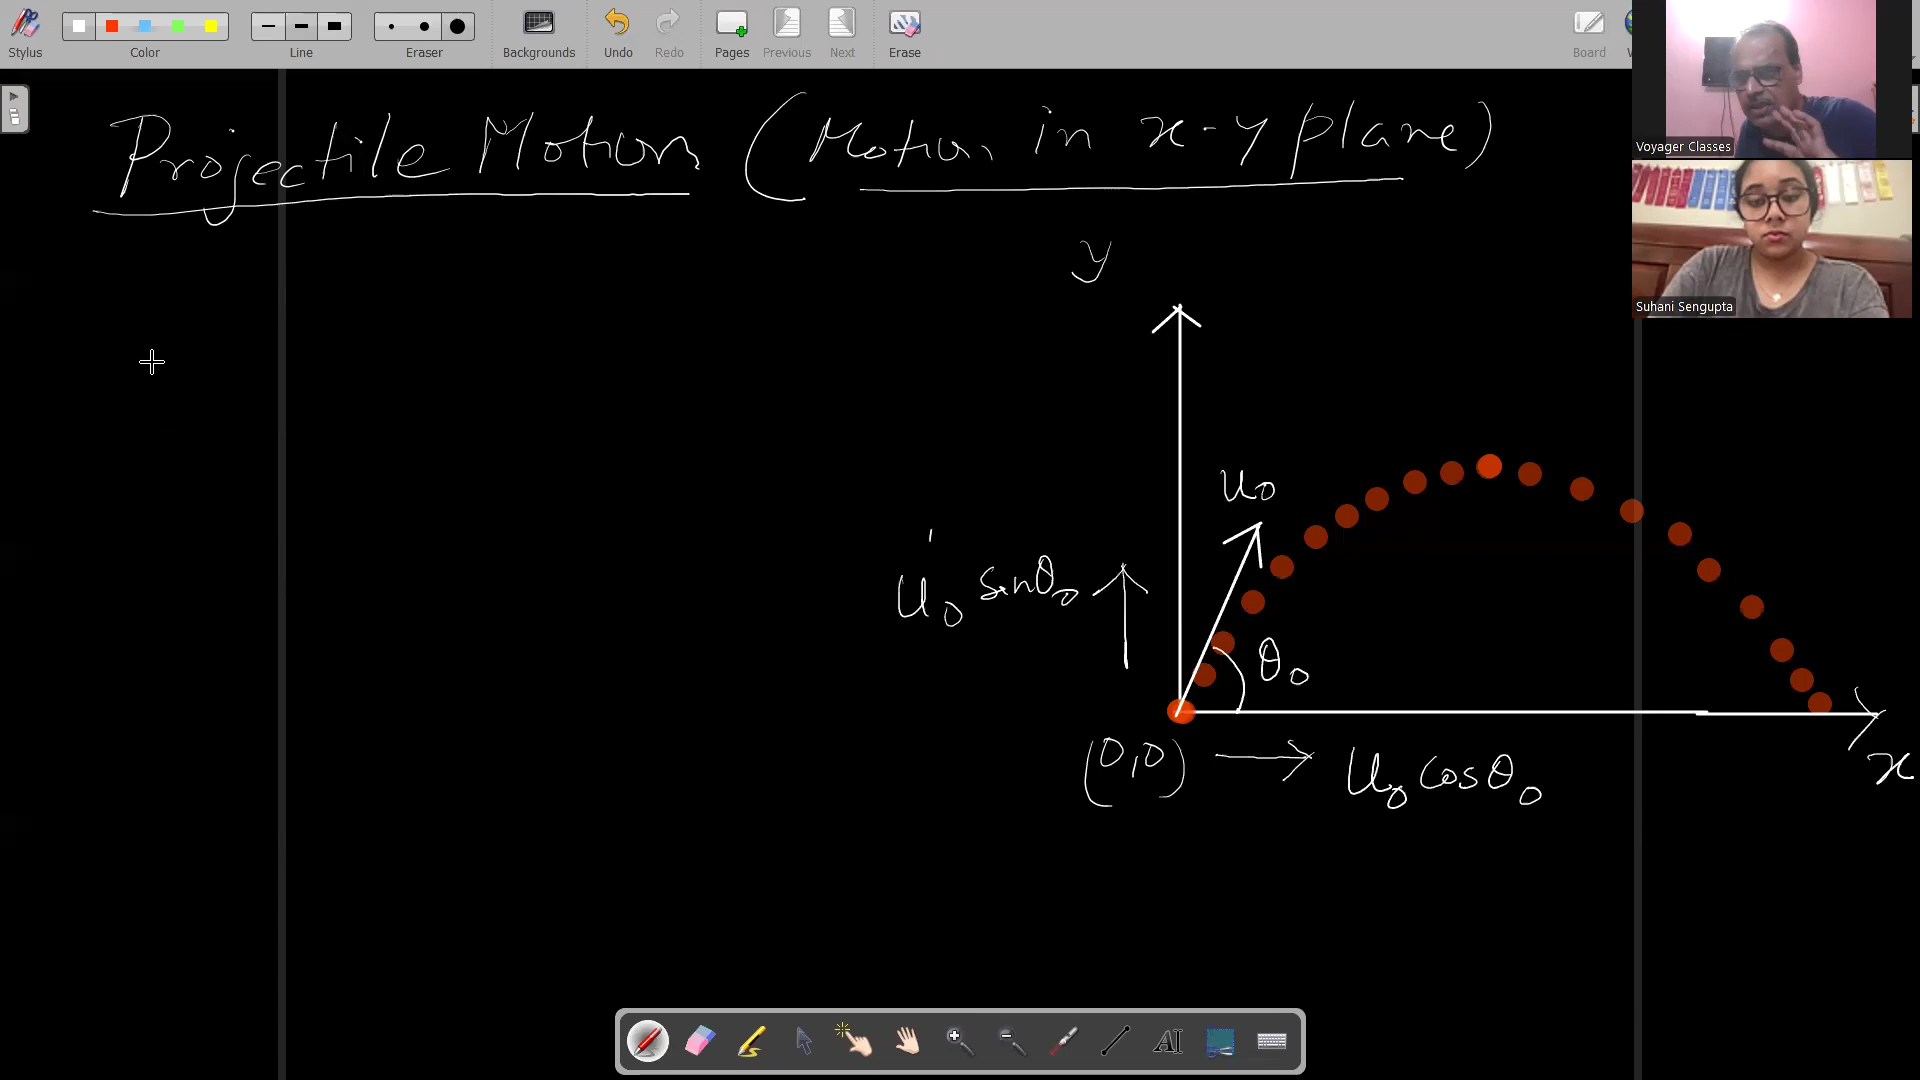 Stylus Color Line Eraser Backgrounds Undo Redo Pages Previous Next Erase Board
Voyager Classes
Suhani Sengupta
Projectile Motion (Motion in x-y plane)
y
u₀
u₀ sinθ₀
θ₀
(0,0) → u₀ cosθ₀
x
AI